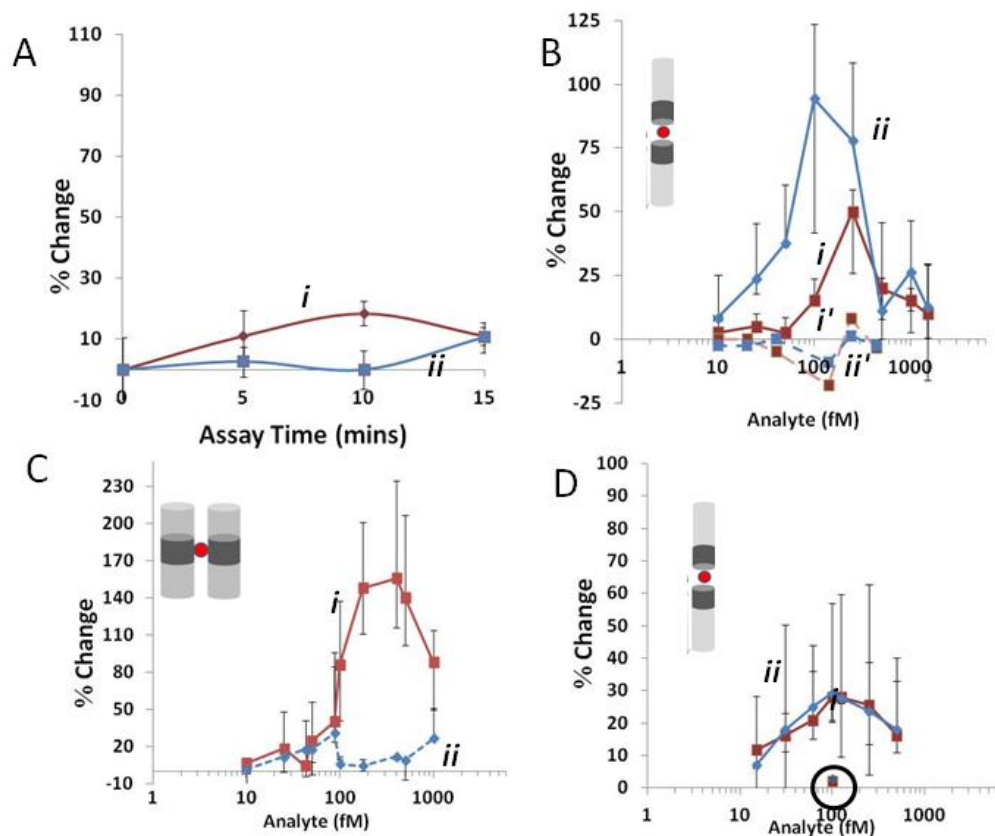 A
% Change
110
90
70
50
30
10
-10
0
5
10
15
i
ii
Assay Time (mins)
B
% Change
125
100
75
50
25
0
-25
1
10
100
1000
ii
i
i'
ii'
Analyte (fM)
C
% Change
230
200
170
140
110
80
50
20
-10
1
10
100
1000
i
ii
Analyte (fM)
D
% Change
100
90
80
70
60
50
40
30
20
10
0
1
10
100
1000
ii
i
Analyte (fM)